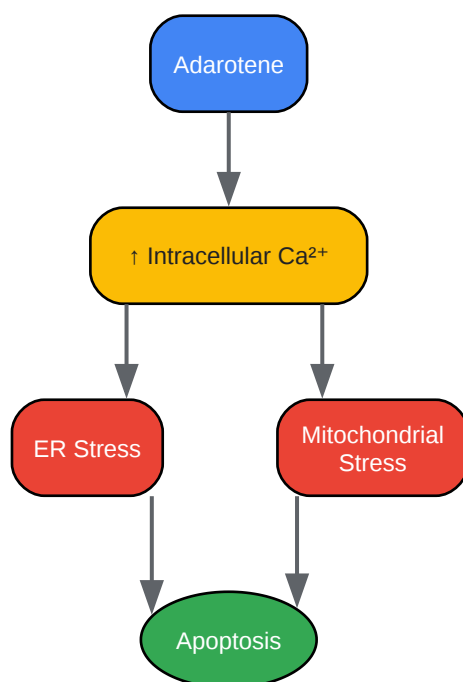 Adarotene
↑ Intracellular Ca²⁺
ER Stress
Mitochondrial
Stress
Apoptosis